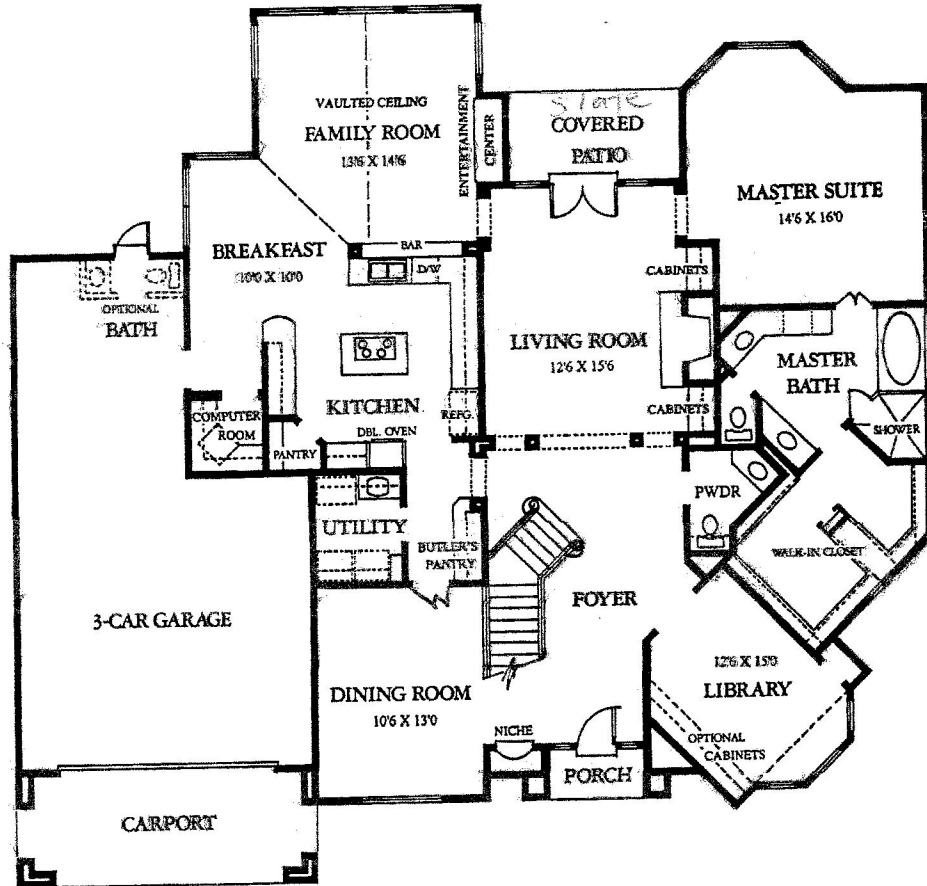 VAULTED CEILING
FAMILY ROOM
13'6 X 14'6
ENTERTAINMENT
CENTER
slate
COVERED
PATIO
MASTER SUITE
14'6 X 16'0
BREAKFAST
10'0 X 10'0
BAR
D/W
CABINETS
OPTIONAL
BATH
LIVING ROOM
12'6 X 15'6
MASTER
BATH
KITCHEN
REFG.
CABINETS
SHOWER
COMPUTER
ROOM
DBL. OVEN
PANTRY
PWDR
UTILITY
BUTLER'S
PANTRY
WALK-IN CLOSET
FOYER
3-CAR GARAGE
12'6 X 15'0
LIBRARY
DINING ROOM
10'6 X 13'0
NICHE
OPTIONAL
CABINETS
PORCH
CARPORT